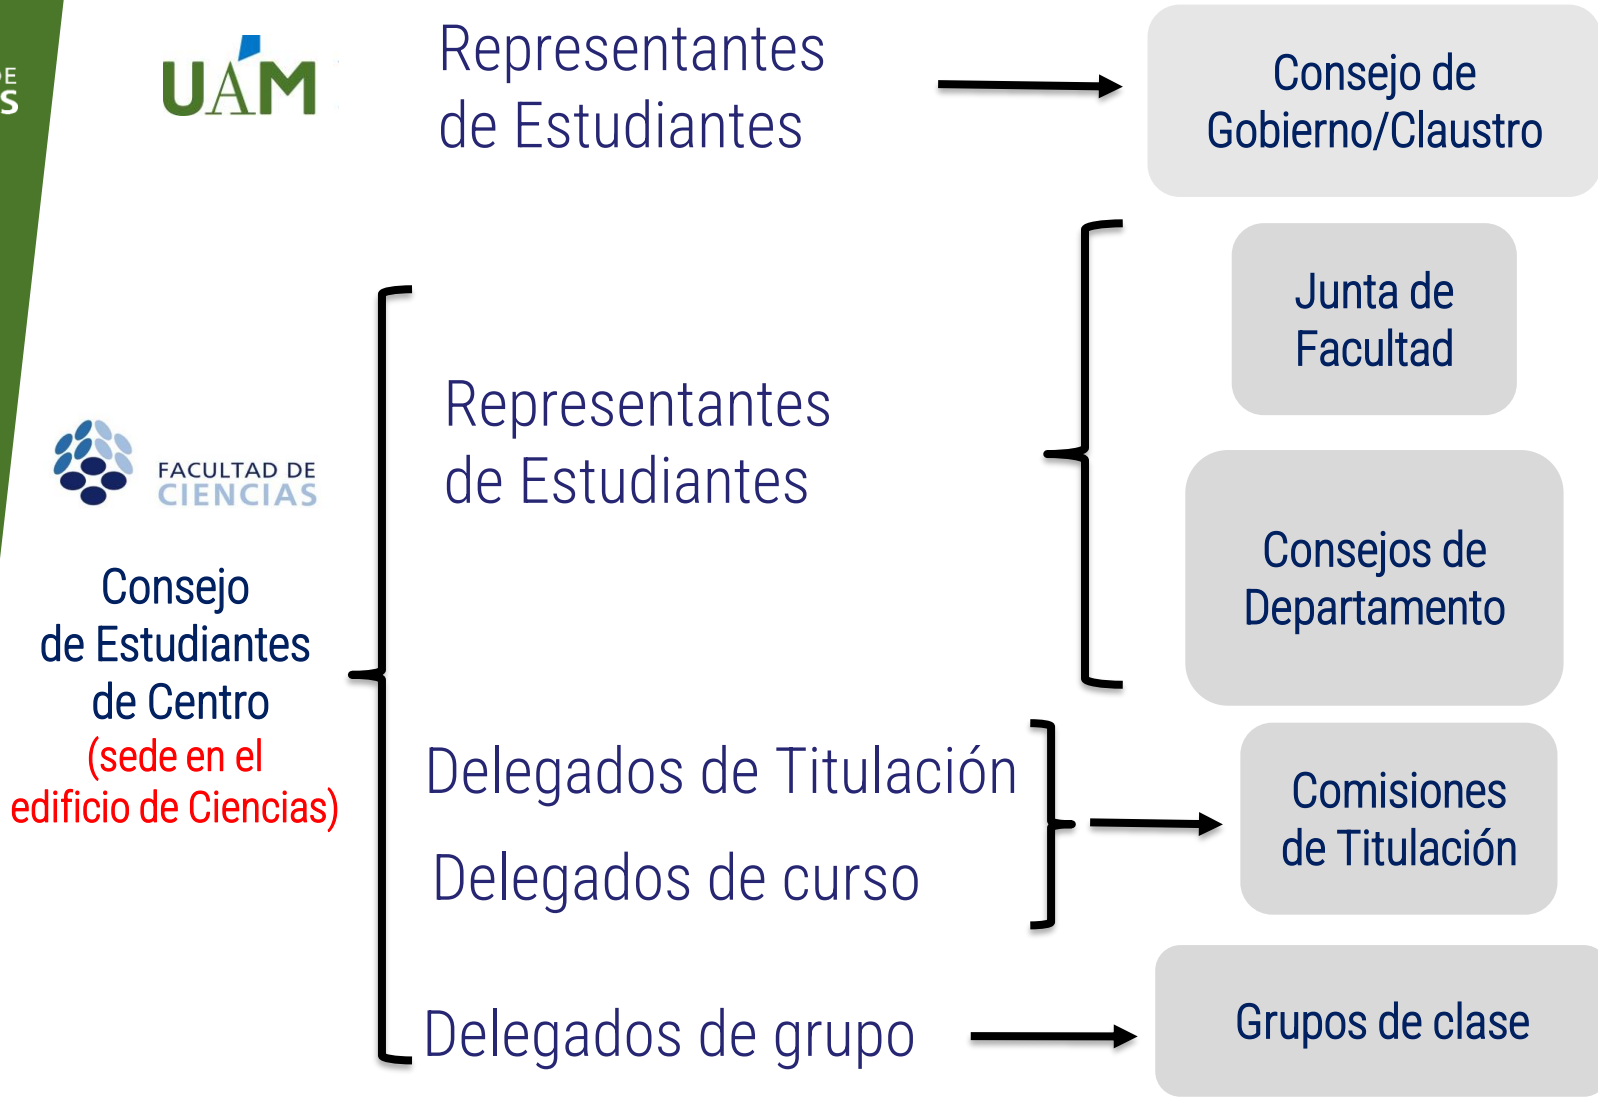 UAM
Representantes
de Estudiantes
Consejo de
Gobierno/Claustro
Junta de
Facultad
Representantes
de Estudiantes
FACULTAD DE
CIENCIAS
Consejos de
Departamento
Consejo
de Estudiantes
de Centro
(sede en el
edificio de Ciencias)
Delegados de Titulación
Delegados de curso
Comisiones
de Titulación
Delegados de grupo
Grupos de clase